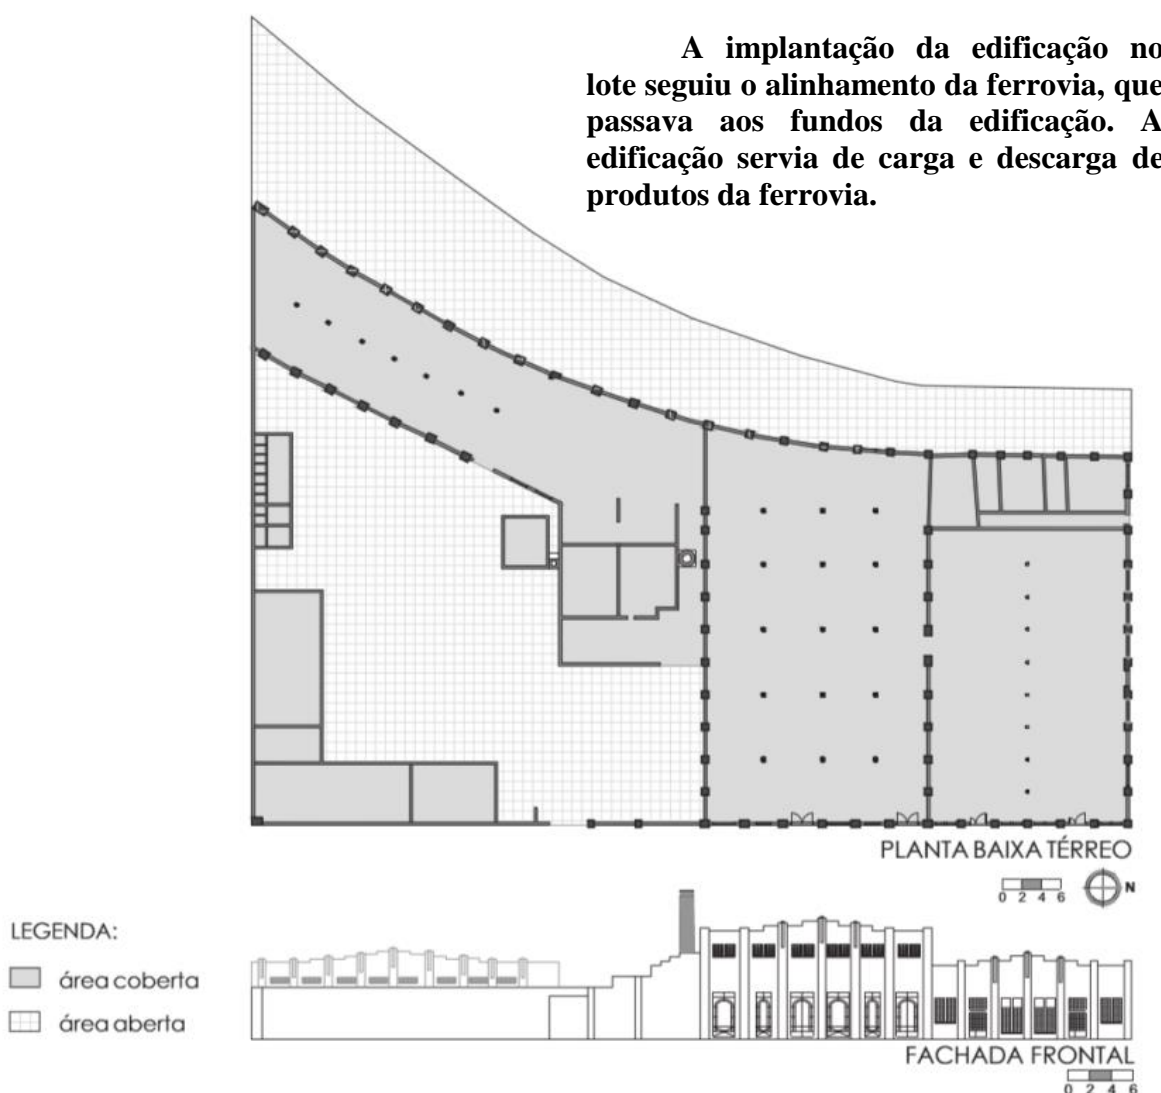 A implantação da edificação no
lote seguiu o alinhamento da ferrovia, que
passava aos fundos da edificação. A
edificação servia de carga e descarga de
produtos da ferrovia.
PLANTA BAIXA TÉRREO
0 2 4 6
N
LEGENDA:
área coberta
área aberta
FACHADA FRONTAL
0 2 4 6